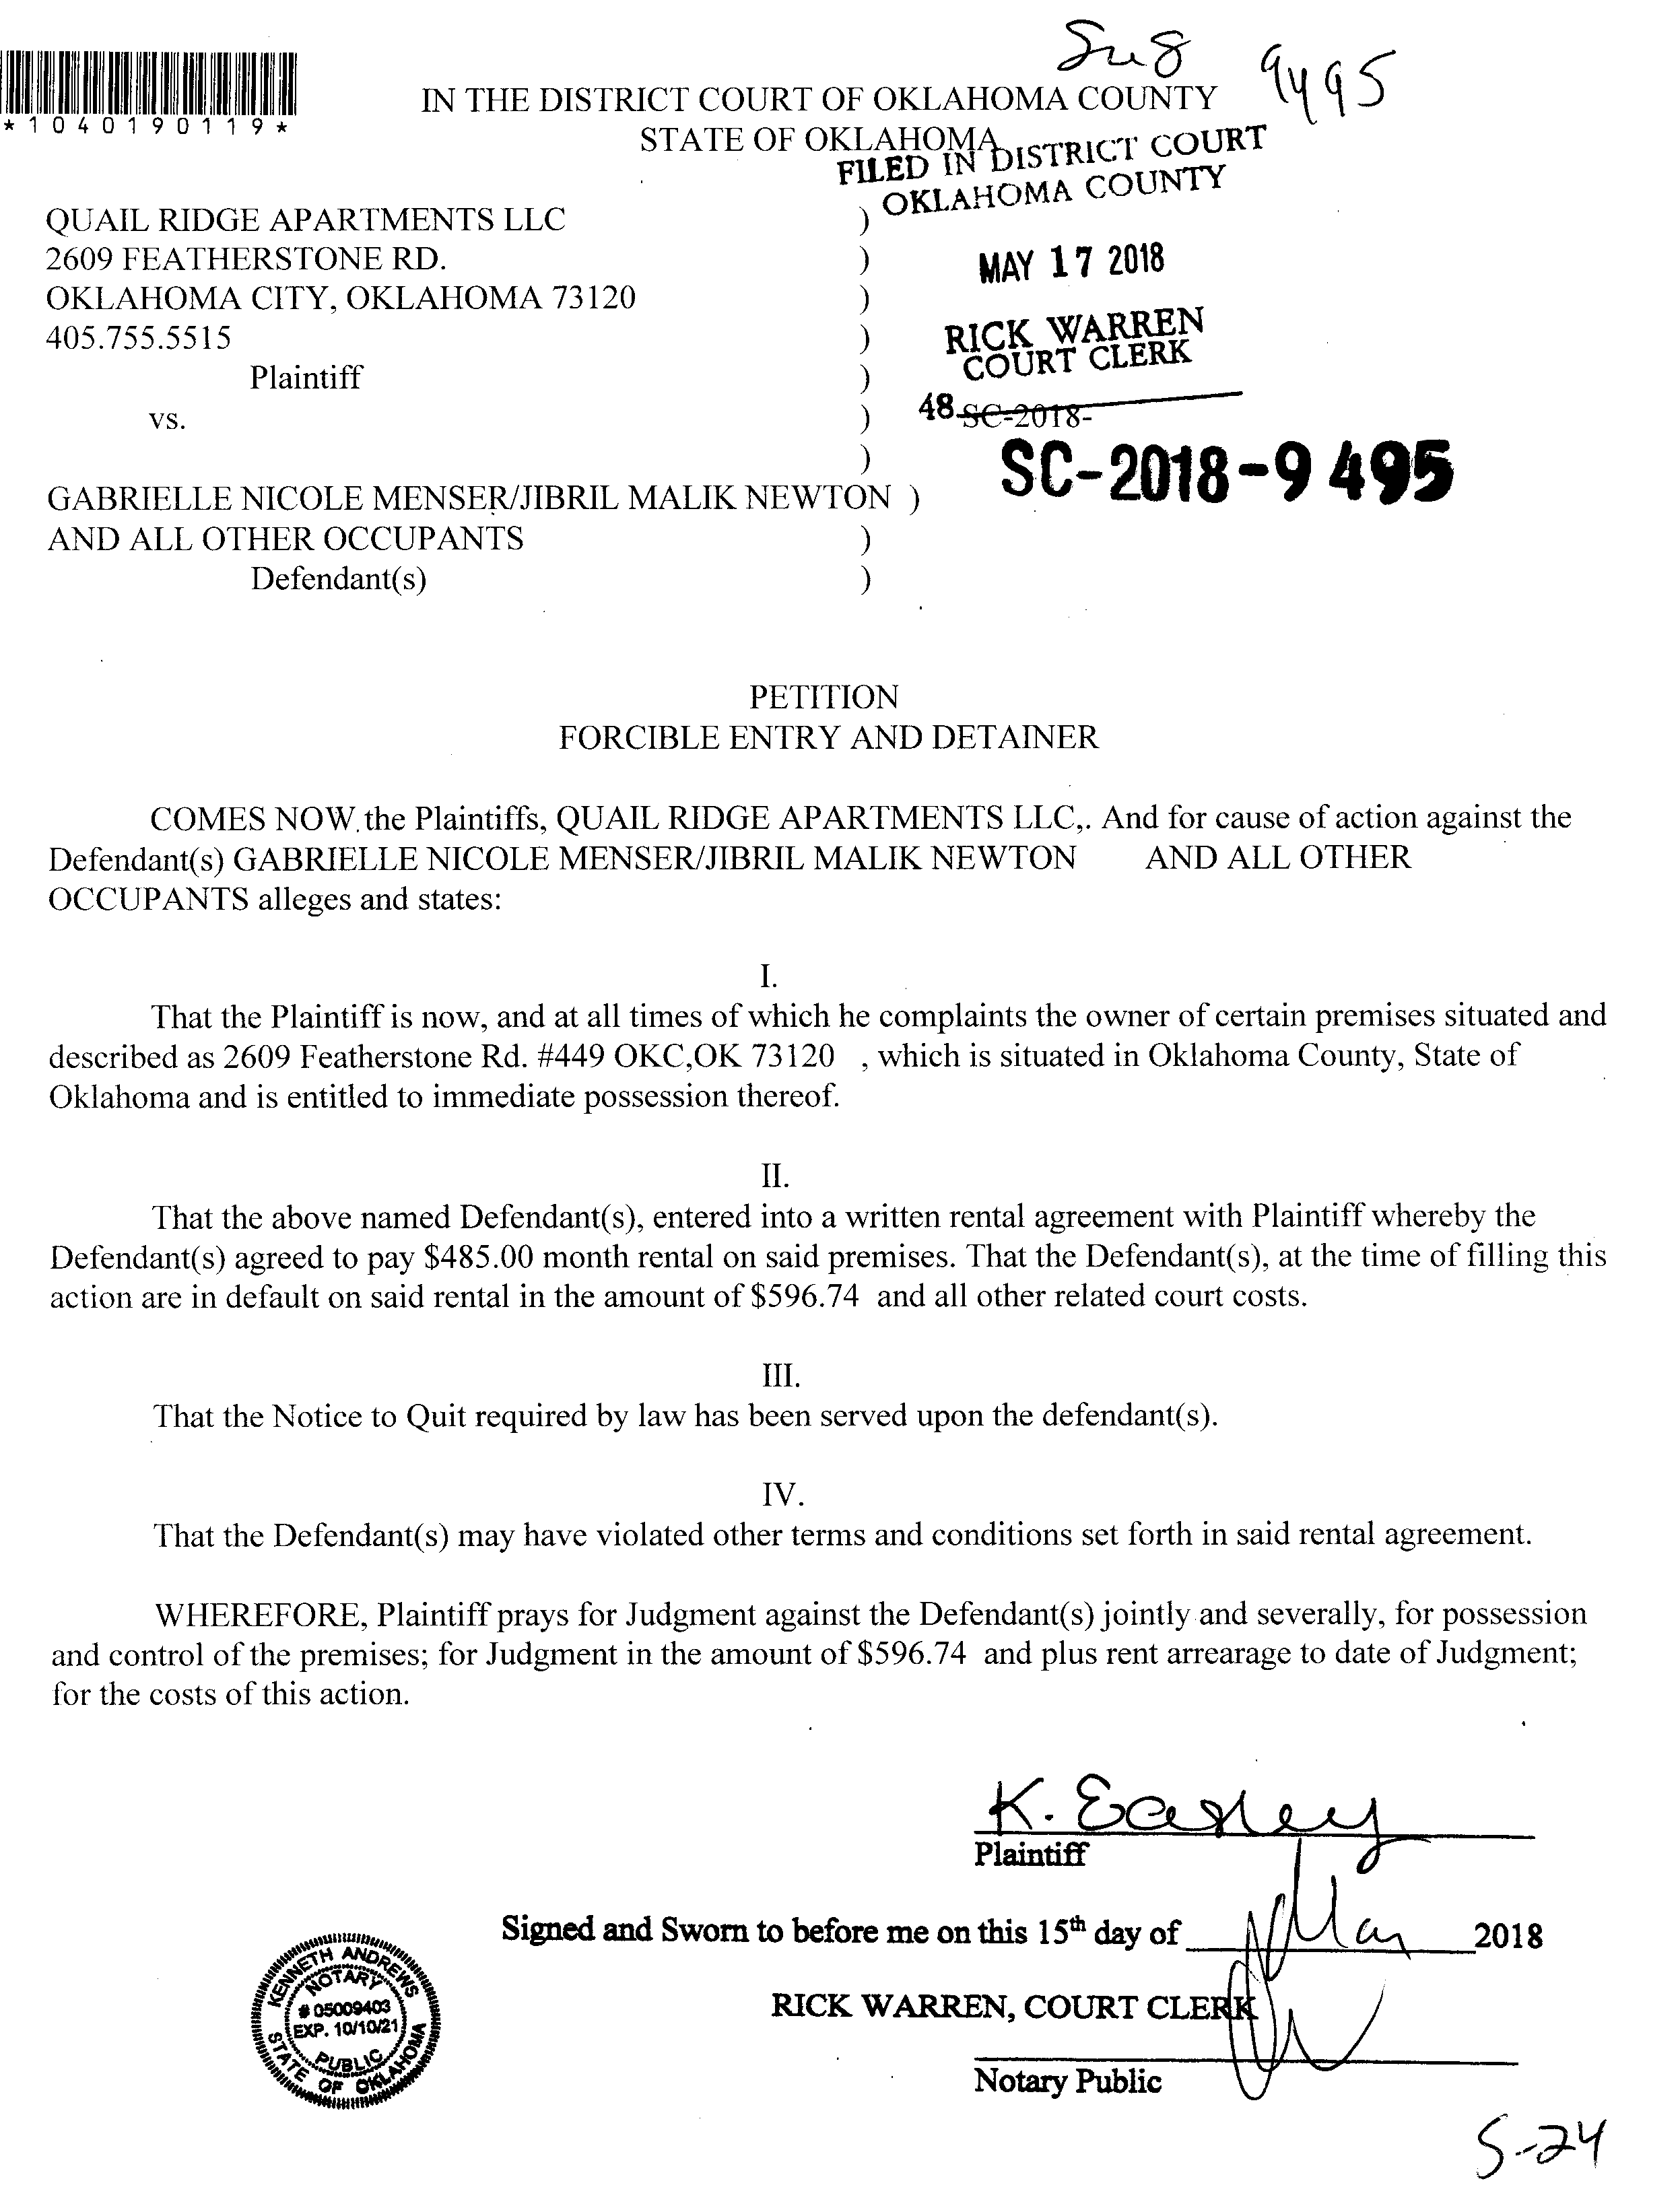 9495
*1040190119*
IN THE DISTRICT COURT OF OKLAHOMA COUNTY
STATE OF OKLAHOMA
FILED IN DISTRICT COURT
OKLAHOMA COUNTY
MAY 17 2018
RICK WARREN
COURT CLERK
48 SC-2018-
SC-2018-9495
QUAIL RIDGE APARTMENTS LLC )
2609 FEATHERSTONE RD. )
OKLAHOMA CITY, OKLAHOMA 73120 )
405.755.5515 )
Plaintiff )
vs. )
)
GABRIELLE NICOLE MENSER/JIBRIL MALIK NEWTON )
AND ALL OTHER OCCUPANTS )
Defendant(s) )
PETITION
FORCIBLE ENTRY AND DETAINER
COMES NOW the Plaintiffs, QUAIL RIDGE APARTMENTS LLC,. And for cause of action against the
Defendant(s) GABRIELLE NICOLE MENSER/JIBRIL MALIK NEWTON AND ALL OTHER
OCCUPANTS alleges and states:
I.
That the Plaintiff is now, and at all times of which he complaints the owner of certain premises situated and
described as 2609 Featherstone Rd. #449 OKC,OK 73120 , which is situated in Oklahoma County, State of
Oklahoma and is entitled to immediate possession thereof.
II.
That the above named Defendant(s), entered into a written rental agreement with Plaintiff whereby the
Defendant(s) agreed to pay $485.00 month rental on said premises. That the Defendant(s), at the time of filling this
action are in default on said rental in the amount of $596.74 and all other related court costs.
III.
That the Notice to Quit required by law has been served upon the defendant(s).
IV.
That the Defendant(s) may have violated other terms and conditions set forth in said rental agreement.
WHEREFORE, Plaintiff prays for Judgment against the Defendant(s) jointly and severally, for possession
and control of the premises; for Judgment in the amount of $596.74 and plus rent arrearage to date of Judgment;
for the costs of this action.
K. Easley
Plaintiff
Signed and Sworn to before me on this 15th day of May 2018
RICK WARREN, COURT CLERK
Notary Public
KENNETH ANDREWS
NOTARY
# 05009403
EXP. 10/10/21
PUBLIC
STATE OF OKLAHOMA
5-24